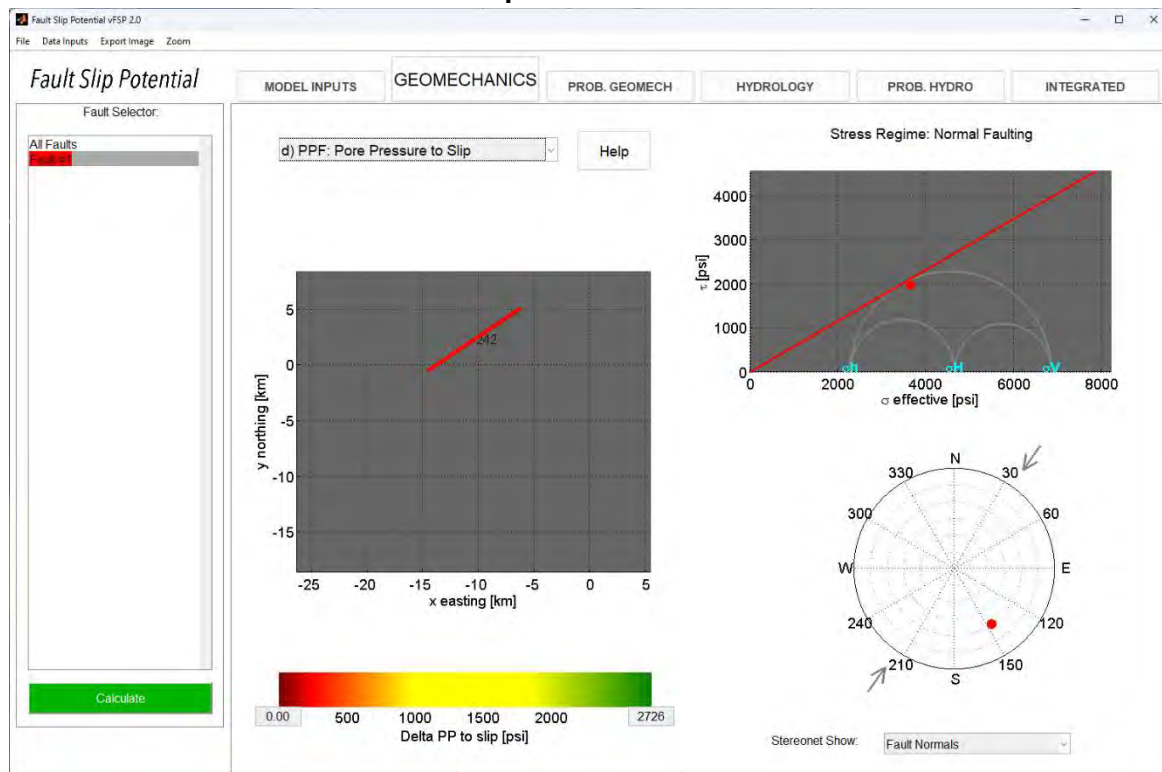 Fault Slip Potential vFSP 2.0
File Data Inputs Export Image Zoom
Fault Slip Potential
MODEL INPUTS GEOMECHANICS PROB. GEOMECH HYDROLOGY PROB. HYDRO INTEGRATED
Fault Selector:
All Faults
Fault #1
Calculate
d) PPF: Pore Pressure to Slip
Help
5
0
-5
-10
-15
y northing [km]
242
-25 -20 -15 -10 -5 0 5
x easting [km]
0.00 500 1000 1500 2000 2726
Delta PP to slip [psi]
Stress Regime: Normal Faulting
4000
3000
2000
1000
0
τ [psi]
σh σH σV
0 2000 4000 6000 8000
σ effective [psi]
N
30
60
E
120
150
S
210
240
W
300
330
Stereonet Show: Fault Normals